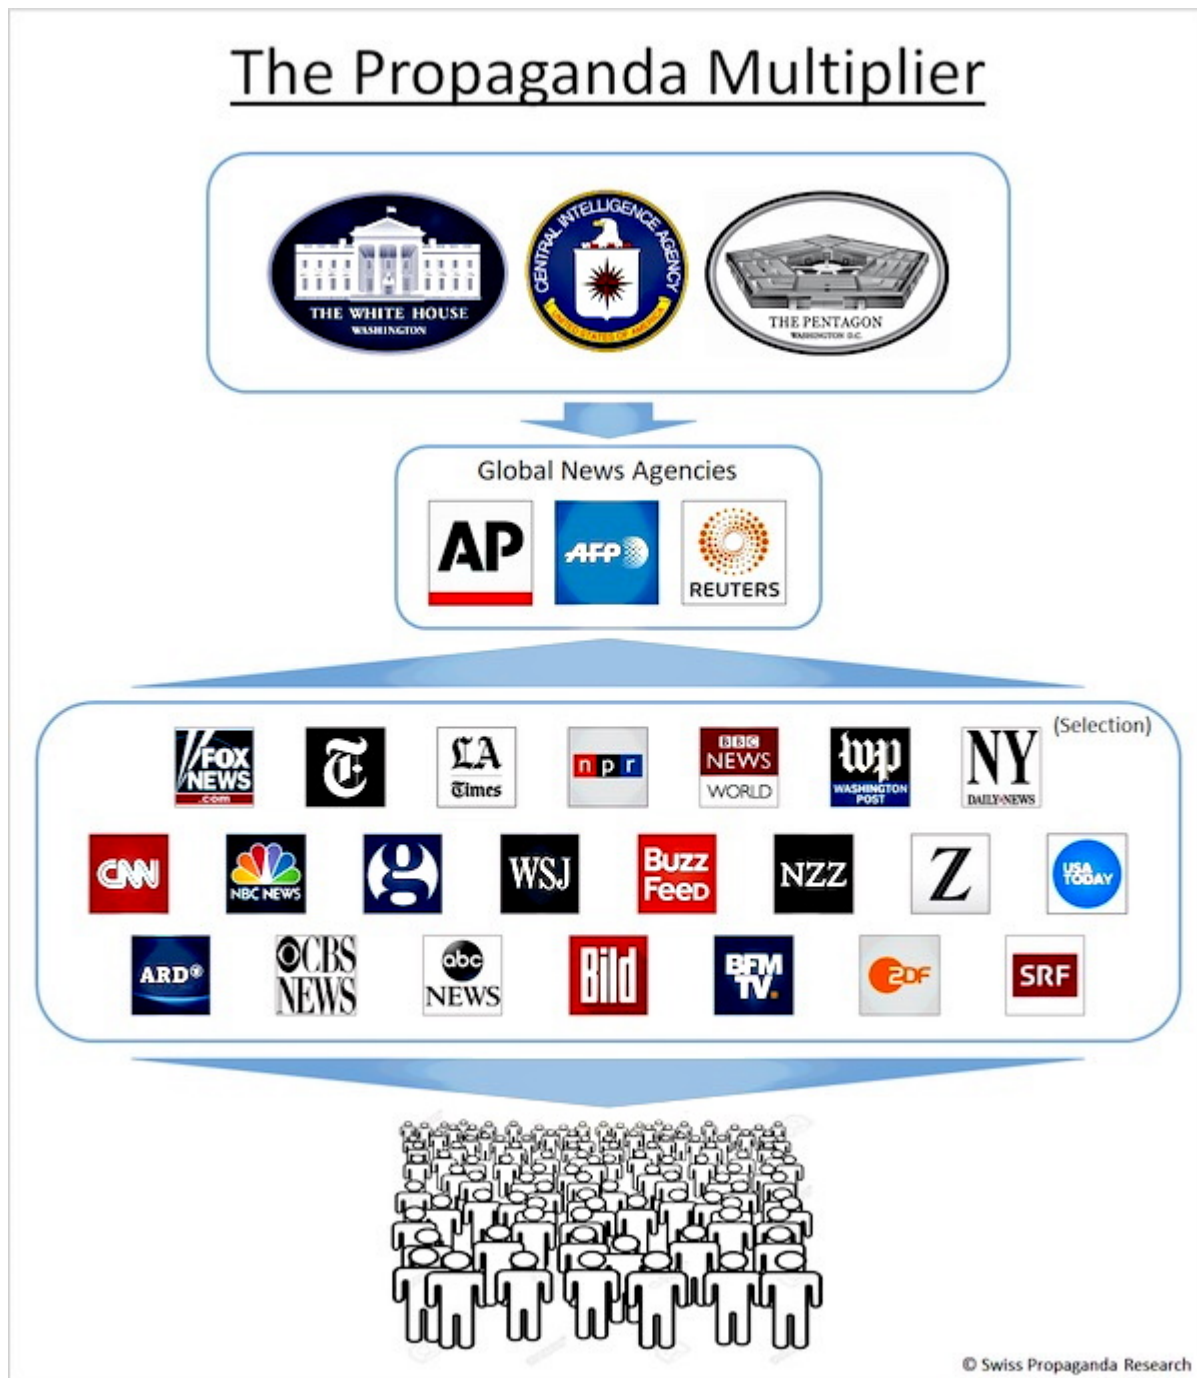 The Propaganda Multiplier
THE WHITE HOUSE
WASHINGTON
CENTRAL INTELLIGENCE AGENCY
UNITED STATES OF AMERICA
THE PENTAGON
WASHINGTON D.C.
Global News Agencies
AP
AFP
REUTERS
(Selection)
FOX
NEWS
.com
T
LA
Times
npr
BBC
NEWS
WORLD
wp
WASHINGTON
POST
NY
DAILY NEWS
CNN
NBC NEWS
g
WSJ
Buzz
FeeD
NZZ
Z
USA
TODAY
ARD
CBS
NEWS
abc
NEWS
Bild
BFM
TV.
2DF
SRF
© Swiss Propaganda Research